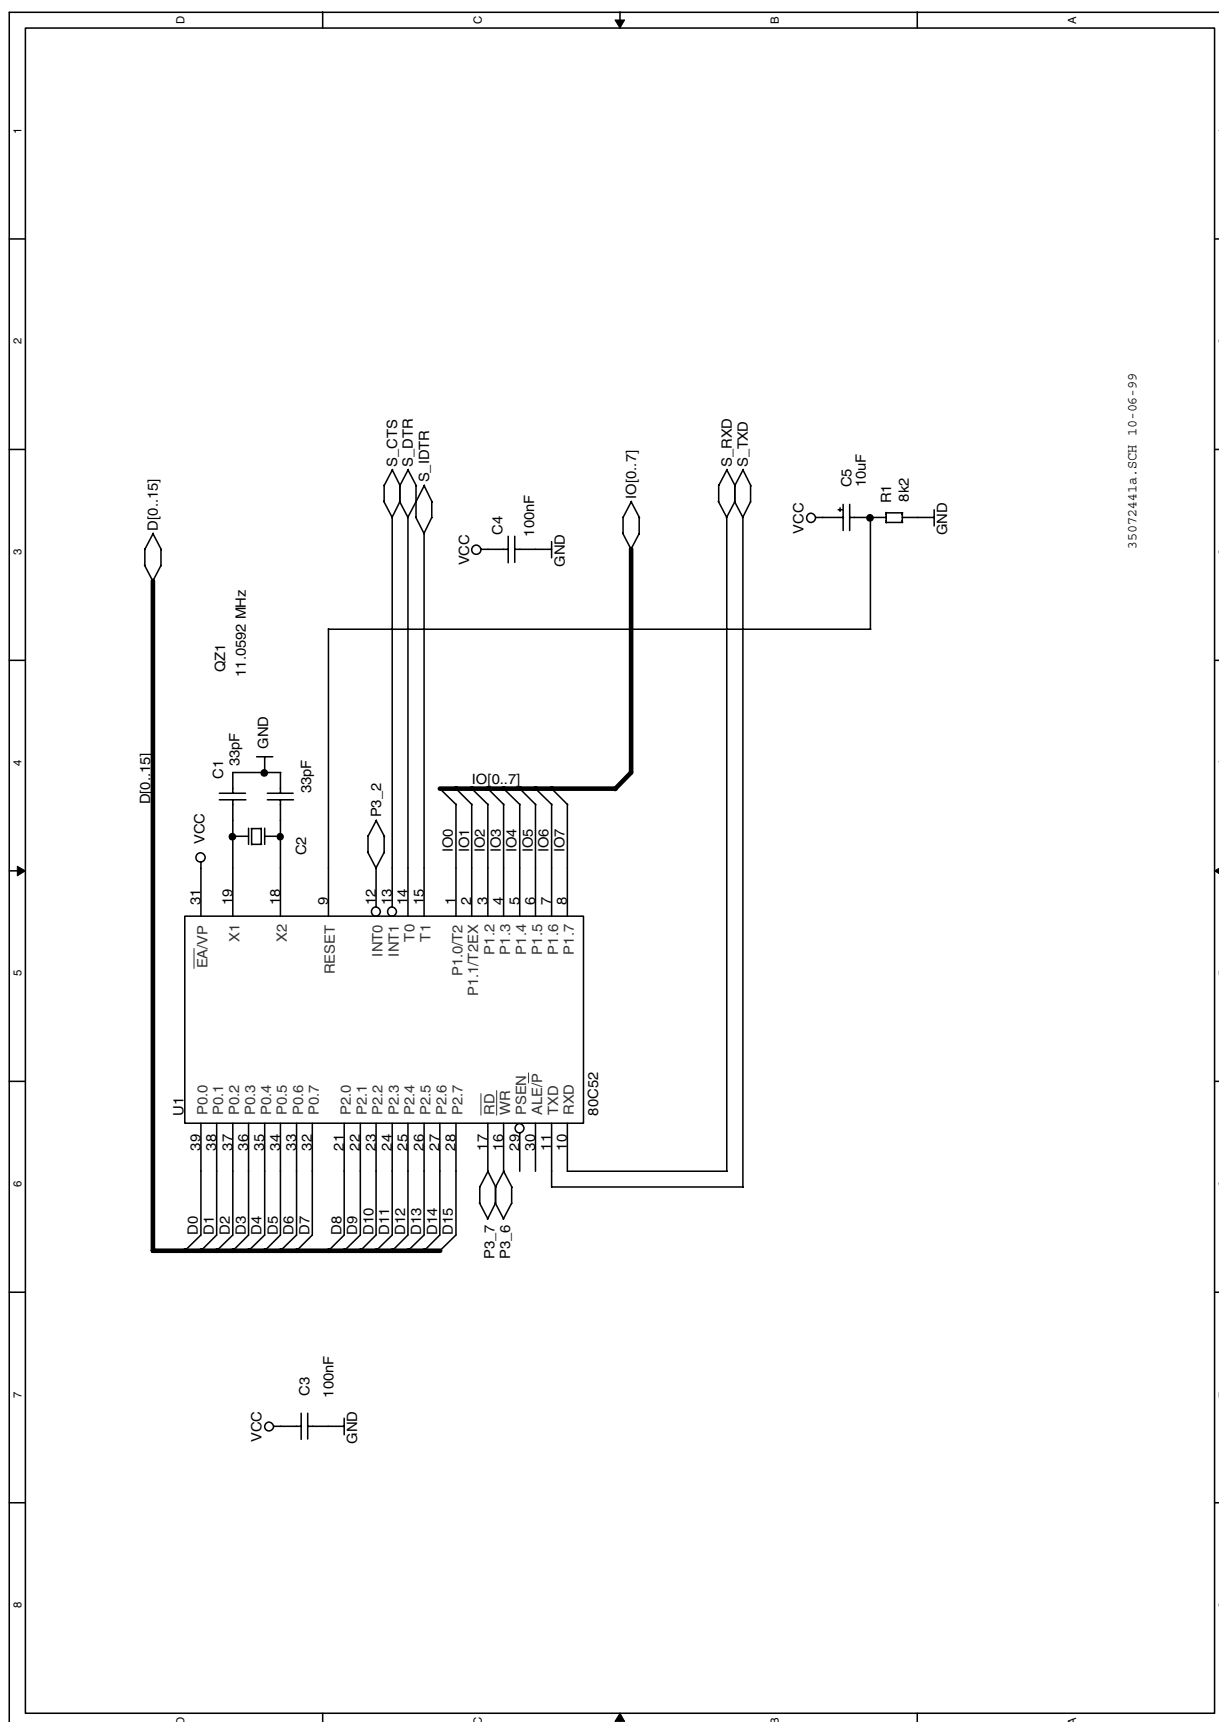 D
C
B
A
1
2
3
4
5
6
7
8
D
C
B
A
D[0..15]
D[0..15]
QZ1
11.0592 MHz
C1
33pF
GND
33pF
C2
VCC
P3_2
S_CTS
S_DTR
S_IDTR
VCC
C4
100nF
GND
IO[0..7]
IO[0..7]
IO0
IO1
IO2
IO3
IO4
IO5
IO6
IO7
S_RXD
S_TXD
VCC
C5
10uF
R1
8k2
GND
31
19
18
9
12
13
14
15
1
2
3
4
5
6
7
8
EA/VP
X1
X2
RESET
INT0
INT1
T0
T1
P1.0/T2
P1.1/T2EX
P1.2
P1.3
P1.4
P1.5
P1.6
P1.7
U1
80C52
P0.0
P0.1
P0.2
P0.3
P0.4
P0.5
P0.6
P0.7
P2.0
P2.1
P2.2
P2.3
P2.4
P2.5
P2.6
P2.7
RD
WR
PSEN
ALE/P
TXD
RXD
39
38
37
36
35
34
33
32
21
22
23
24
25
26
27
28
17
16
29
30
11
10
D0
D1
D2
D3
D4
D5
D6
D7
D8
D9
D10
D11
D12
D13
D14
D15
P3_7
P3_6
VCC
C3
100nF
GND
35072441a.SCH 10-06-99